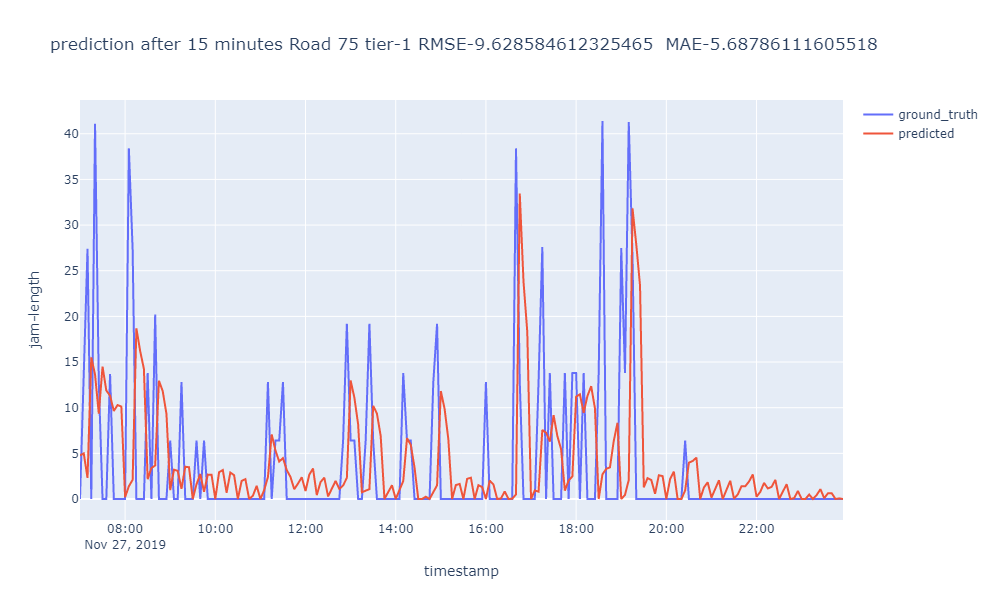 prediction after 15 minutes Road 75 tier-1 RMSE-9.628584612325465  MAE-5.68786111605518
ground_truth
predicted
jam-length
40
35
30
25
20
15
10
5
0
08:00 10:00 12:00 14:00 16:00 18:00 20:00 22:00
Nov 27, 2019
timestamp